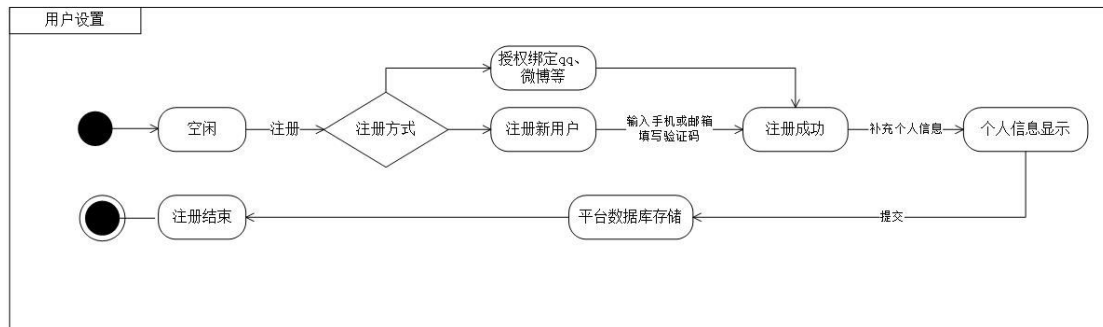 用户设置
授权绑定qq、
微博等
空闲
注册
注册方式
注册新用户
输入手机或邮箱
填写验证码
注册成功
补充个人信息
个人信息显示
注册结束
平台数据库存储
提交